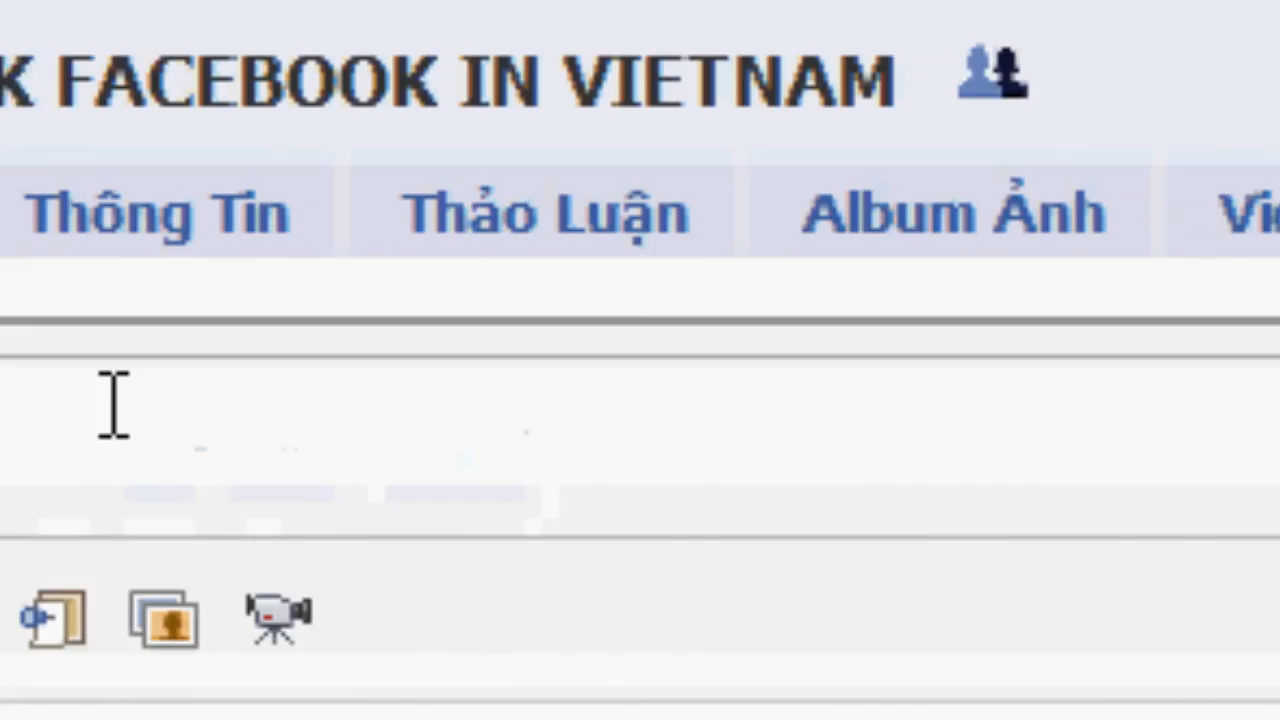 K FACEBOOK IN VIETNAM
Thông Tin Thảo Luận Album Ảnh